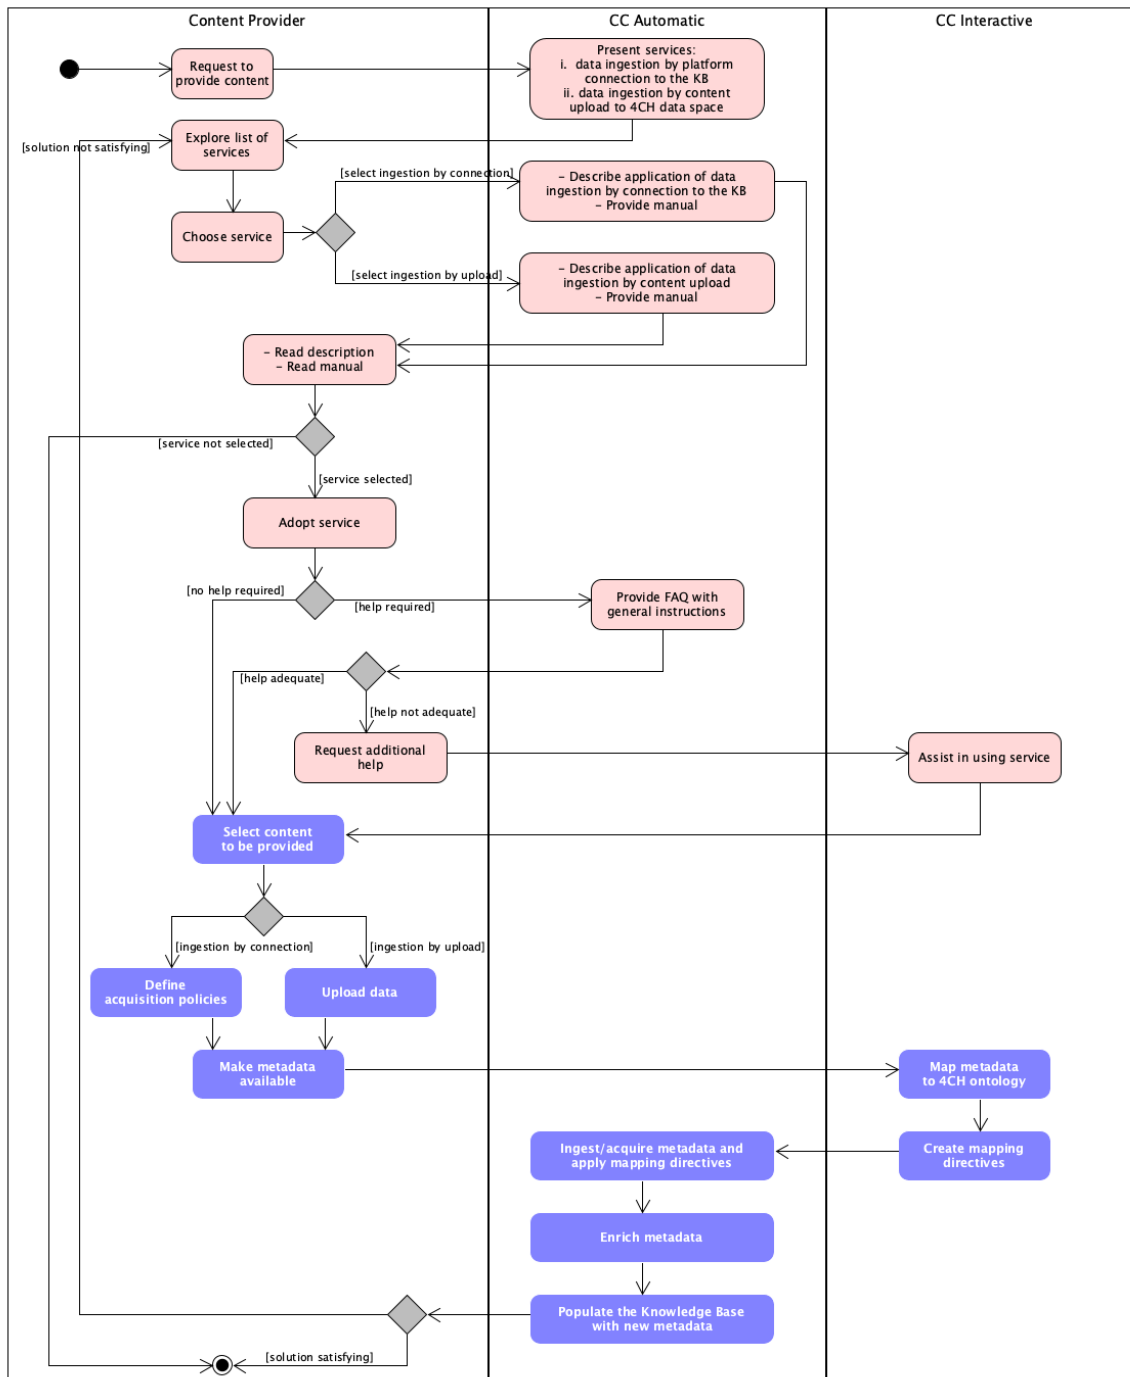 Content Provider
CC Automatic
CC Interactive
Request to
provide content
Present services:
i. data ingestion by platform
connection to the KB
ii. data ingestion by content
upload to 4CH data space
[solution not satisfying]
Explore list of
services
[select ingestion by connection]
– Describe application of data
ingestion by connection to the KB
– Provide manual
Choose service
[select ingestion by upload]
– Describe application of data
ingestion by content upload
– Provide manual
– Read description
– Read manual
[service not selected]
[service selected]
Adopt service
[no help required]
[help required]
Provide FAQ with
general instructions
[help adequate]
[help not adequate]
Request additional
help
Assist in using service
Select content
to be provided
[ingestion by connection]
[ingestion by upload]
Define
acquisition policies
Upload data
Make metadata
available
Map metadata
to 4CH ontology
Ingest/acquire metadata and
apply mapping directives
Create mapping
directives
Enrich metadata
Populate the Knowledge Base
with new metadata
[solution satisfying]